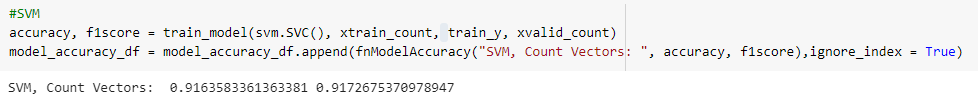 #SVM
accuracy, f1score = train_model(svm.SVC(), xtrain_count, train_y, xvalid_count)
model_accuracy_df = model_accuracy_df.append(fnModelAccuracy("SVM, Count Vectors: ", accuracy, f1score),ignore_index = True)
SVM, Count Vectors:  0.9163583361363381 0.9172675370978947